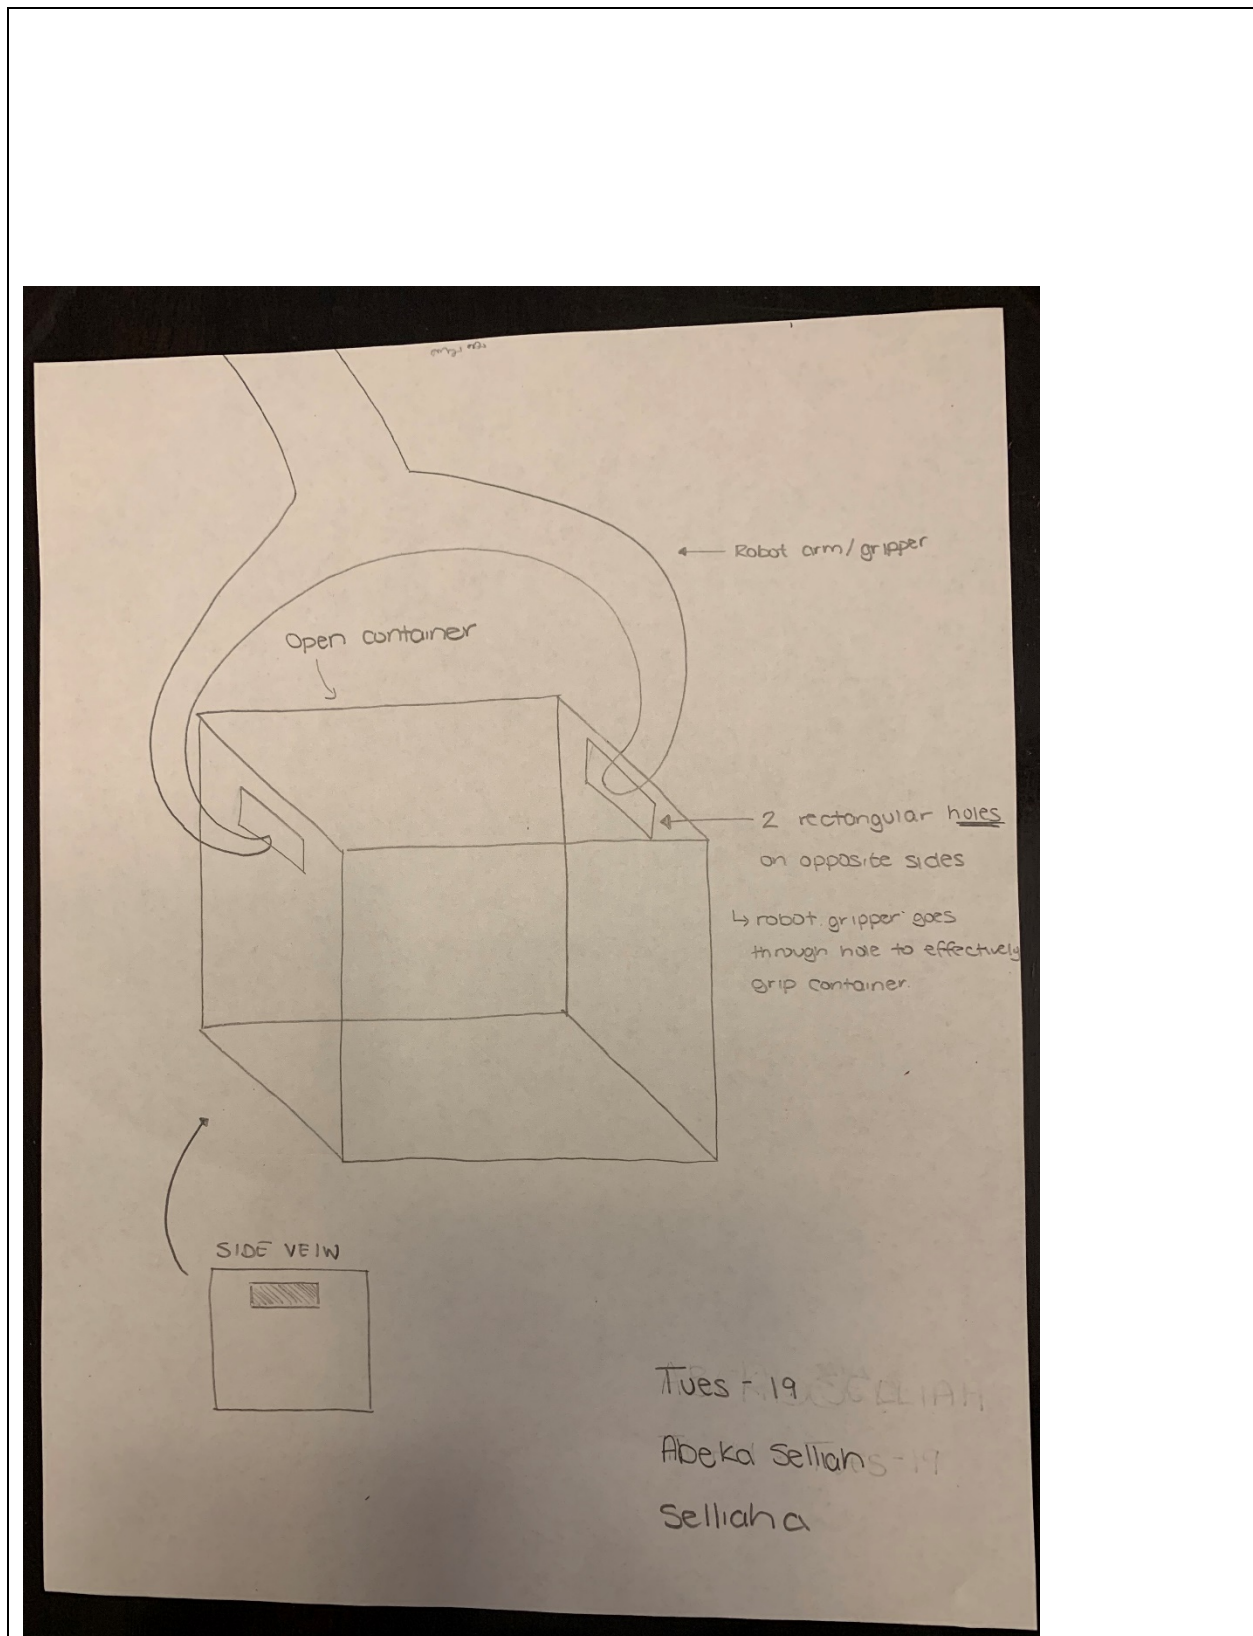 Robot arm/gripper
Open container
2 rectangular holes
on opposite sides
↳ robot gripper goes
through hole to effectively
grip container.
SIDE VEIW
Tues - 19
Abeka Selliah
Selliaha